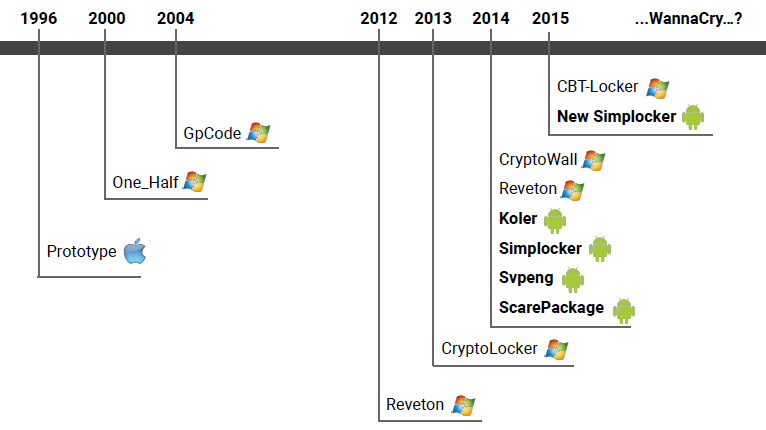 1996 2000 2004 2012 2013 2014 2015 ...WannaCry...?
CBT-Locker
New Simplocker
GpCode
CryptoWall
One_Half
Reveton
Koler
Prototype
Simplocker
Svpeng
ScarePackage
CryptoLocker
Reveton